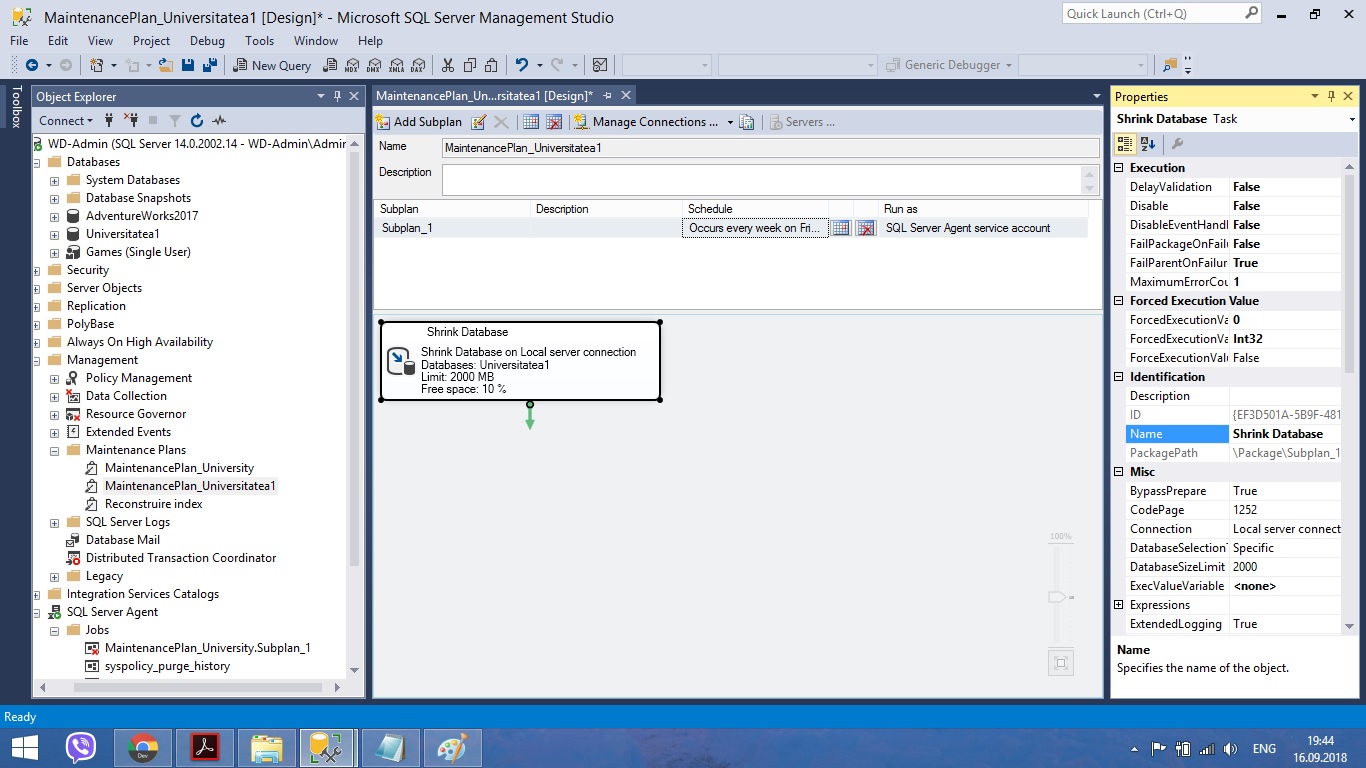 MaintenancePlan_Universitatea1 [Design]* - Microsoft SQL Server Management Studio
Quick Launch (Ctrl+Q)
File Edit View Project Debug Tools Window Help
New Query
MDX DMX XMLA DAX
Generic Debugger
Toolbox
Object Explorer
Connect
WD-Admin (SQL Server 14.0.2002.14 - WD-Admin\Admir
Databases
System Databases
Database Snapshots
AdventureWorks2017
Universitatea1
Games (Single User)
Security
Server Objects
Replication
PolyBase
Always On High Availability
Management
Policy Management
Data Collection
Resource Governor
Extended Events
Maintenance Plans
MaintenancePlan_University
MaintenancePlan_Universitatea1
Reconstruire index
SQL Server Logs
Database Mail
Distributed Transaction Coordinator
Legacy
Integration Services Catalogs
SQL Server Agent
Jobs
MaintenancePlan_University.Subplan_1
syspolicy_purge_history
MaintenancePlan_Un...rsitatea1 [Design]*
Add Subplan
Manage Connections ...
Servers ...
Name MaintenancePlan_Universitatea1
Description
Subplan Description Schedule Run as
Subplan_1 Occurs every week on Fri... SQL Server Agent service account
Shrink Database
Shrink Database on Local server connection
Databases: Universitatea1
Limit: 2000 MB
Free space: 10 %
100%
Properties
Shrink Database Task
Execution
DelayValidation False
Disable False
DisableEventHandl False
FailPackageOnFailu False
FailParentOnFailur True
MaximumErrorCou 1
Forced Execution Value
ForcedExecutionVa 0
ForcedExecutionVa Int32
ForceExecutionValu False
Identification
Description
ID {EF3D501A-5B9F-481
Name Shrink Database
PackagePath \Package\Subplan_1
Misc
BypassPrepare True
CodePage 1252
Connection Local server connect
DatabaseSelectionT Specific
DatabaseSizeLimit 2000
ExecValueVariable <none>
Expressions
ExtendedLogging True
Name
Specifies the name of the object.
Ready
Dev
ENG
19:44
16.09.2018